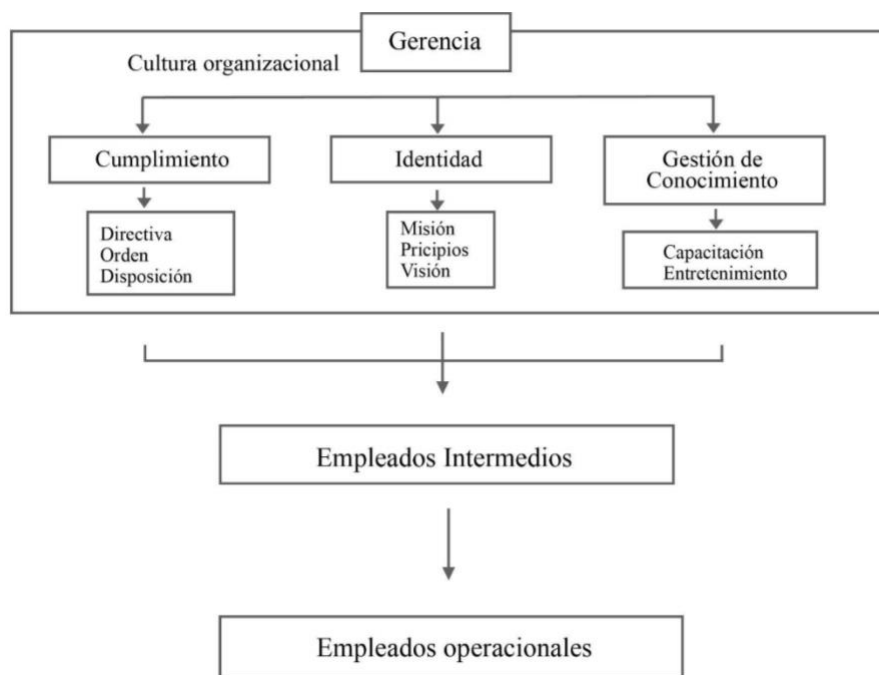 Gerencia
Cultura organizacional
Cumplimiento
Identidad
Gestión de
Conocimiento
Directiva
Orden
Disposición
Misión
Pricipios
Visión
Capacitación
Entretenimiento
Empleados Intermedios
Empleados operacionales